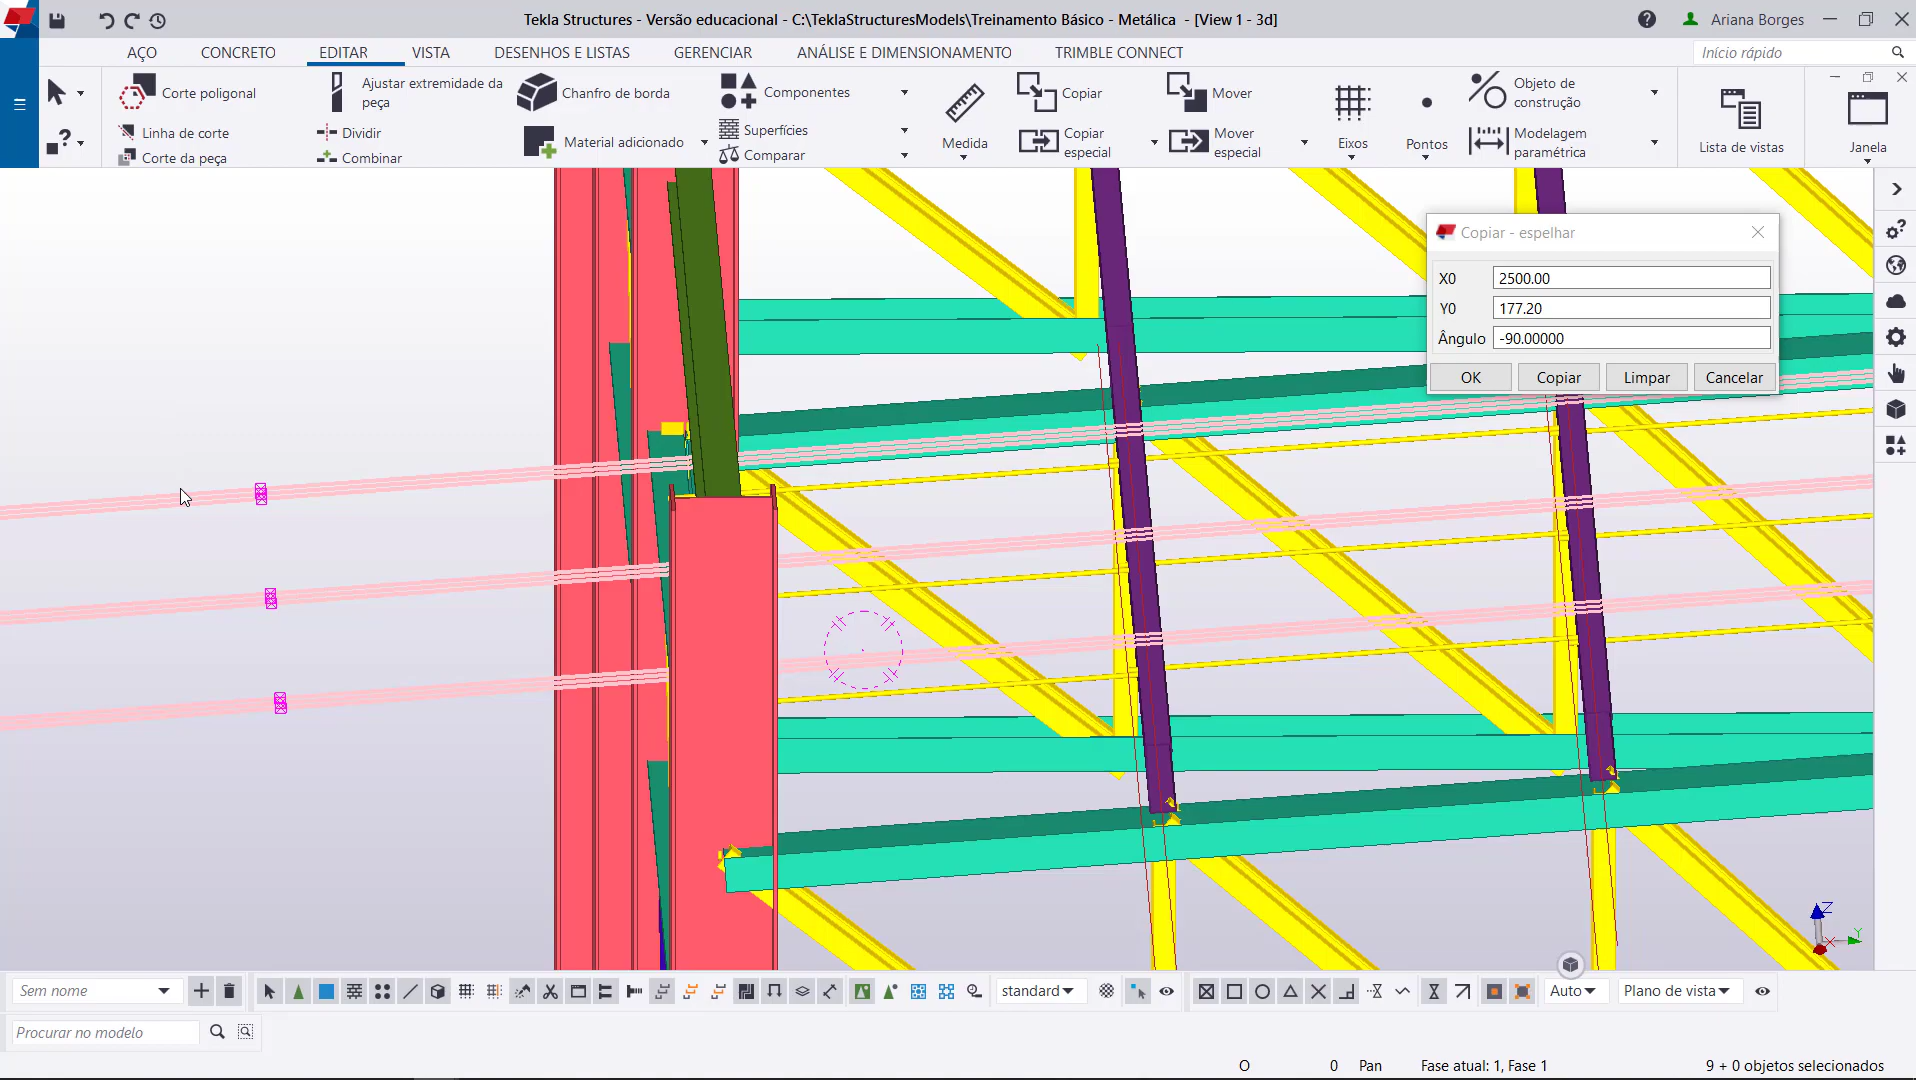 Tekla Structures - Versão educacional - C:\TeklaStructuresModels\Treinamento Básico - Metálica - [View 1 - 3d]
Ariana Borges
AÇO CONCRETO EDITAR VISTA DESENHOS E LISTAS GERENCIAR ANÁLISE E DIMENSIONAMENTO TRIMBLE CONNECT
Início rápido
Corte poligonal
Linha de corte
Corte da peça
Ajustar extremidade da
peça
Dividir
Combinar
Chanfro de borda
Material adicionado
Componentes
Superfícies
Comparar
Medida
Copiar
Copiar
especial
Mover
Mover
especial
Eixos
Pontos
Objeto de
construção
Modelagem
paramétrica
Lista de vistas
Janela
Copiar - espelhar
X0 2500.00
Y0 177.20
Ângulo -90.00000
OK Copiar Limpar Cancelar
Z
X
Y
Sem nome
standard
Auto
Plano de vista
Procurar no modelo
O 0 Pan Fase atual: 1, Fase 1 9 + 0 objetos selecionados